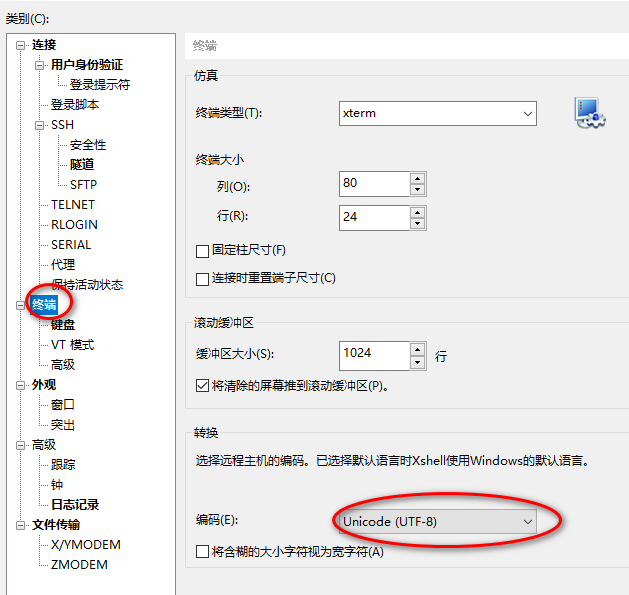 类别(C):
连接
用户身份验证
登录提示符
登录脚本
SSH
安全性
隧道
SFTP
TELNET
RLOGIN
SERIAL
代理
保持活动状态
终端
键盘
VT 模式
高级
外观
窗口
突出
高级
跟踪
钟
日志记录
文件传输
X/YMODEM
ZMODEM
终端
仿真
终端类型(T):
xterm
终端大小
列(O):
80
行(R):
24
固定柱尺寸(F)
连接时重置端子尺寸(C)
滚动缓冲区
缓冲区大小(S):
1024
行
将清除的屏幕推到滚动缓冲区(P)。
转换
选择远程主机的编码。已选择默认语言时Xshell使用Windows的默认语言。
编码(E):
Unicode (UTF-8)
将含糊的大小字符视为宽字符(A)